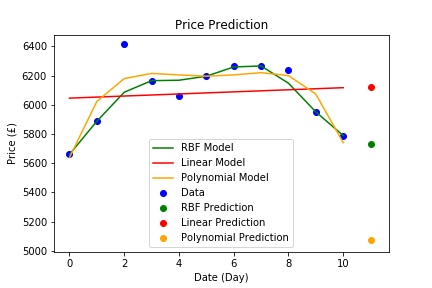 Price Prediction
Price (£)
6400
6200
6000
5800
5600
5400
5200
5000
RBF Model
Linear Model
Polynomial Model
Data
RBF Prediction
Linear Prediction
Polynomial Prediction
0
2
4
6
8
10
Date (Day)